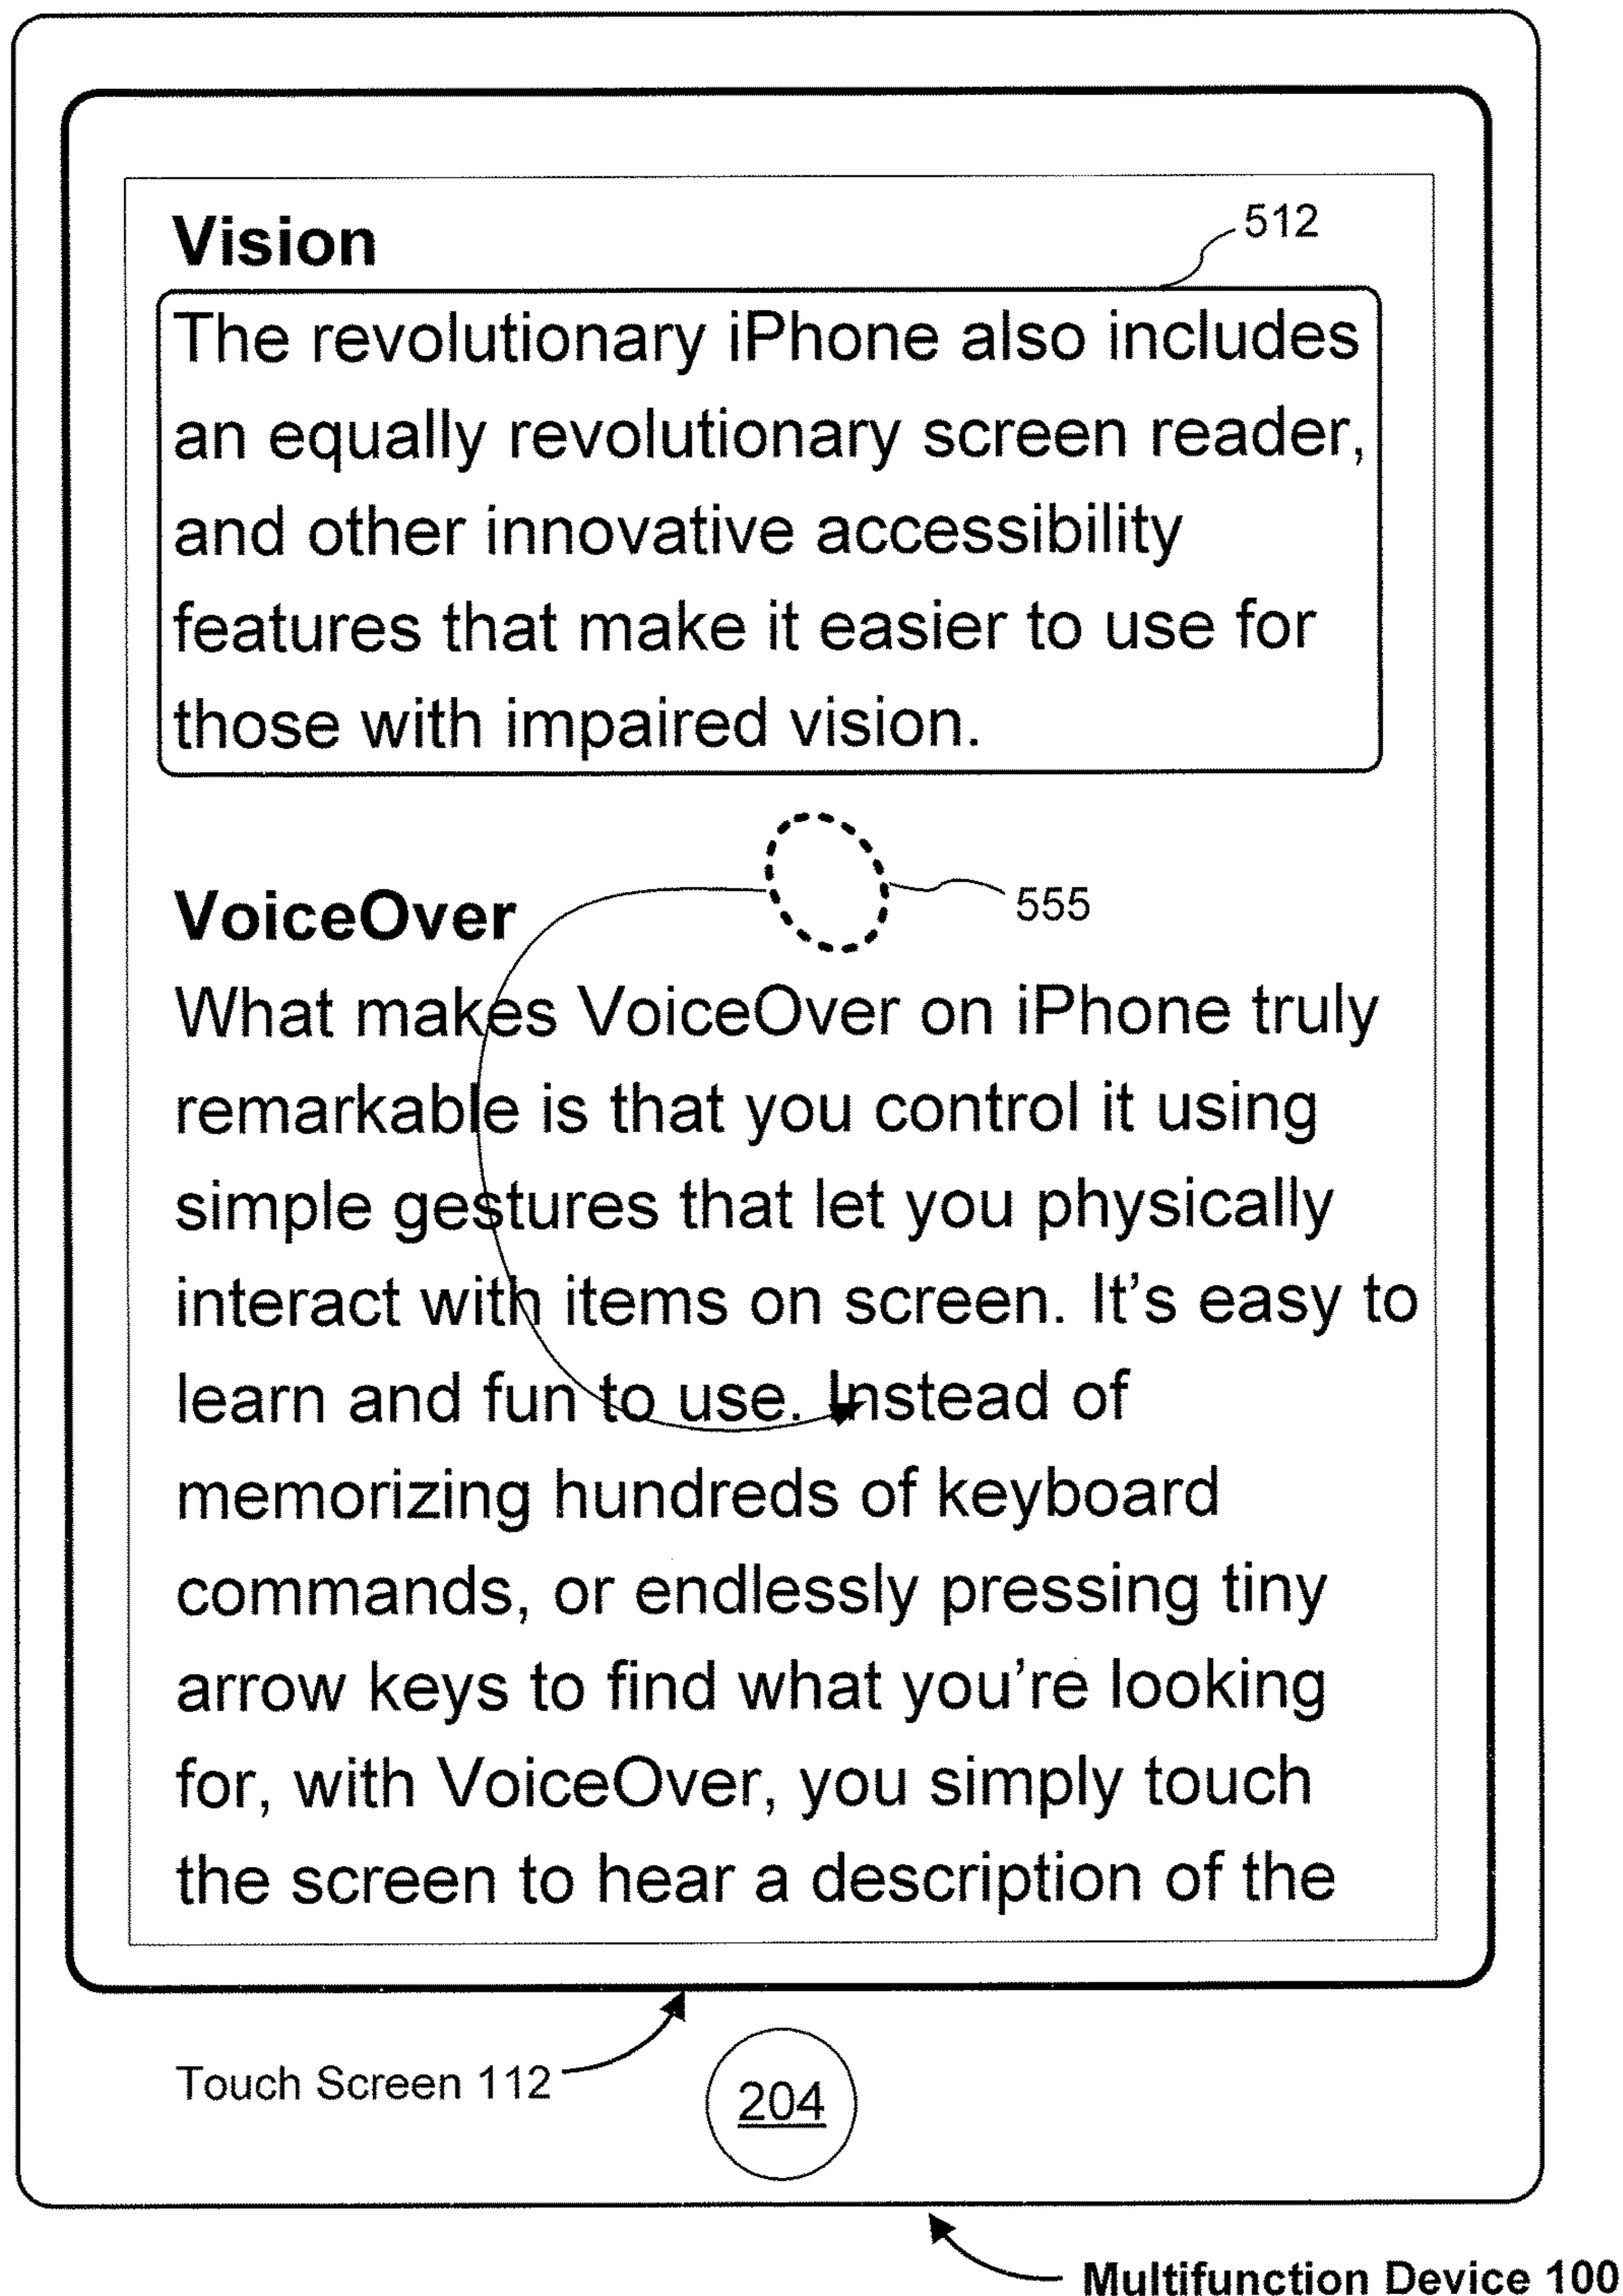 Vision
512
The revolutionary iPhone also includes
an equally revolutionary screen reader,
and other innovative accessibility
features that make it easier to use for
those with impaired vision.
555
VoiceOver
What makes VoiceOver on iPhone truly
remarkable is that you control it using
simple gestures that let you physically
interact with items on screen. It's easy to
learn and fun to use. Instead of
memorizing hundreds of keyboard
commands, or endlessly pressing tiny
arrow keys to find what you're looking
for, with VoiceOver, you simply touch
the screen to hear a description of the
Touch Screen 112
204
Multifunction Device 100